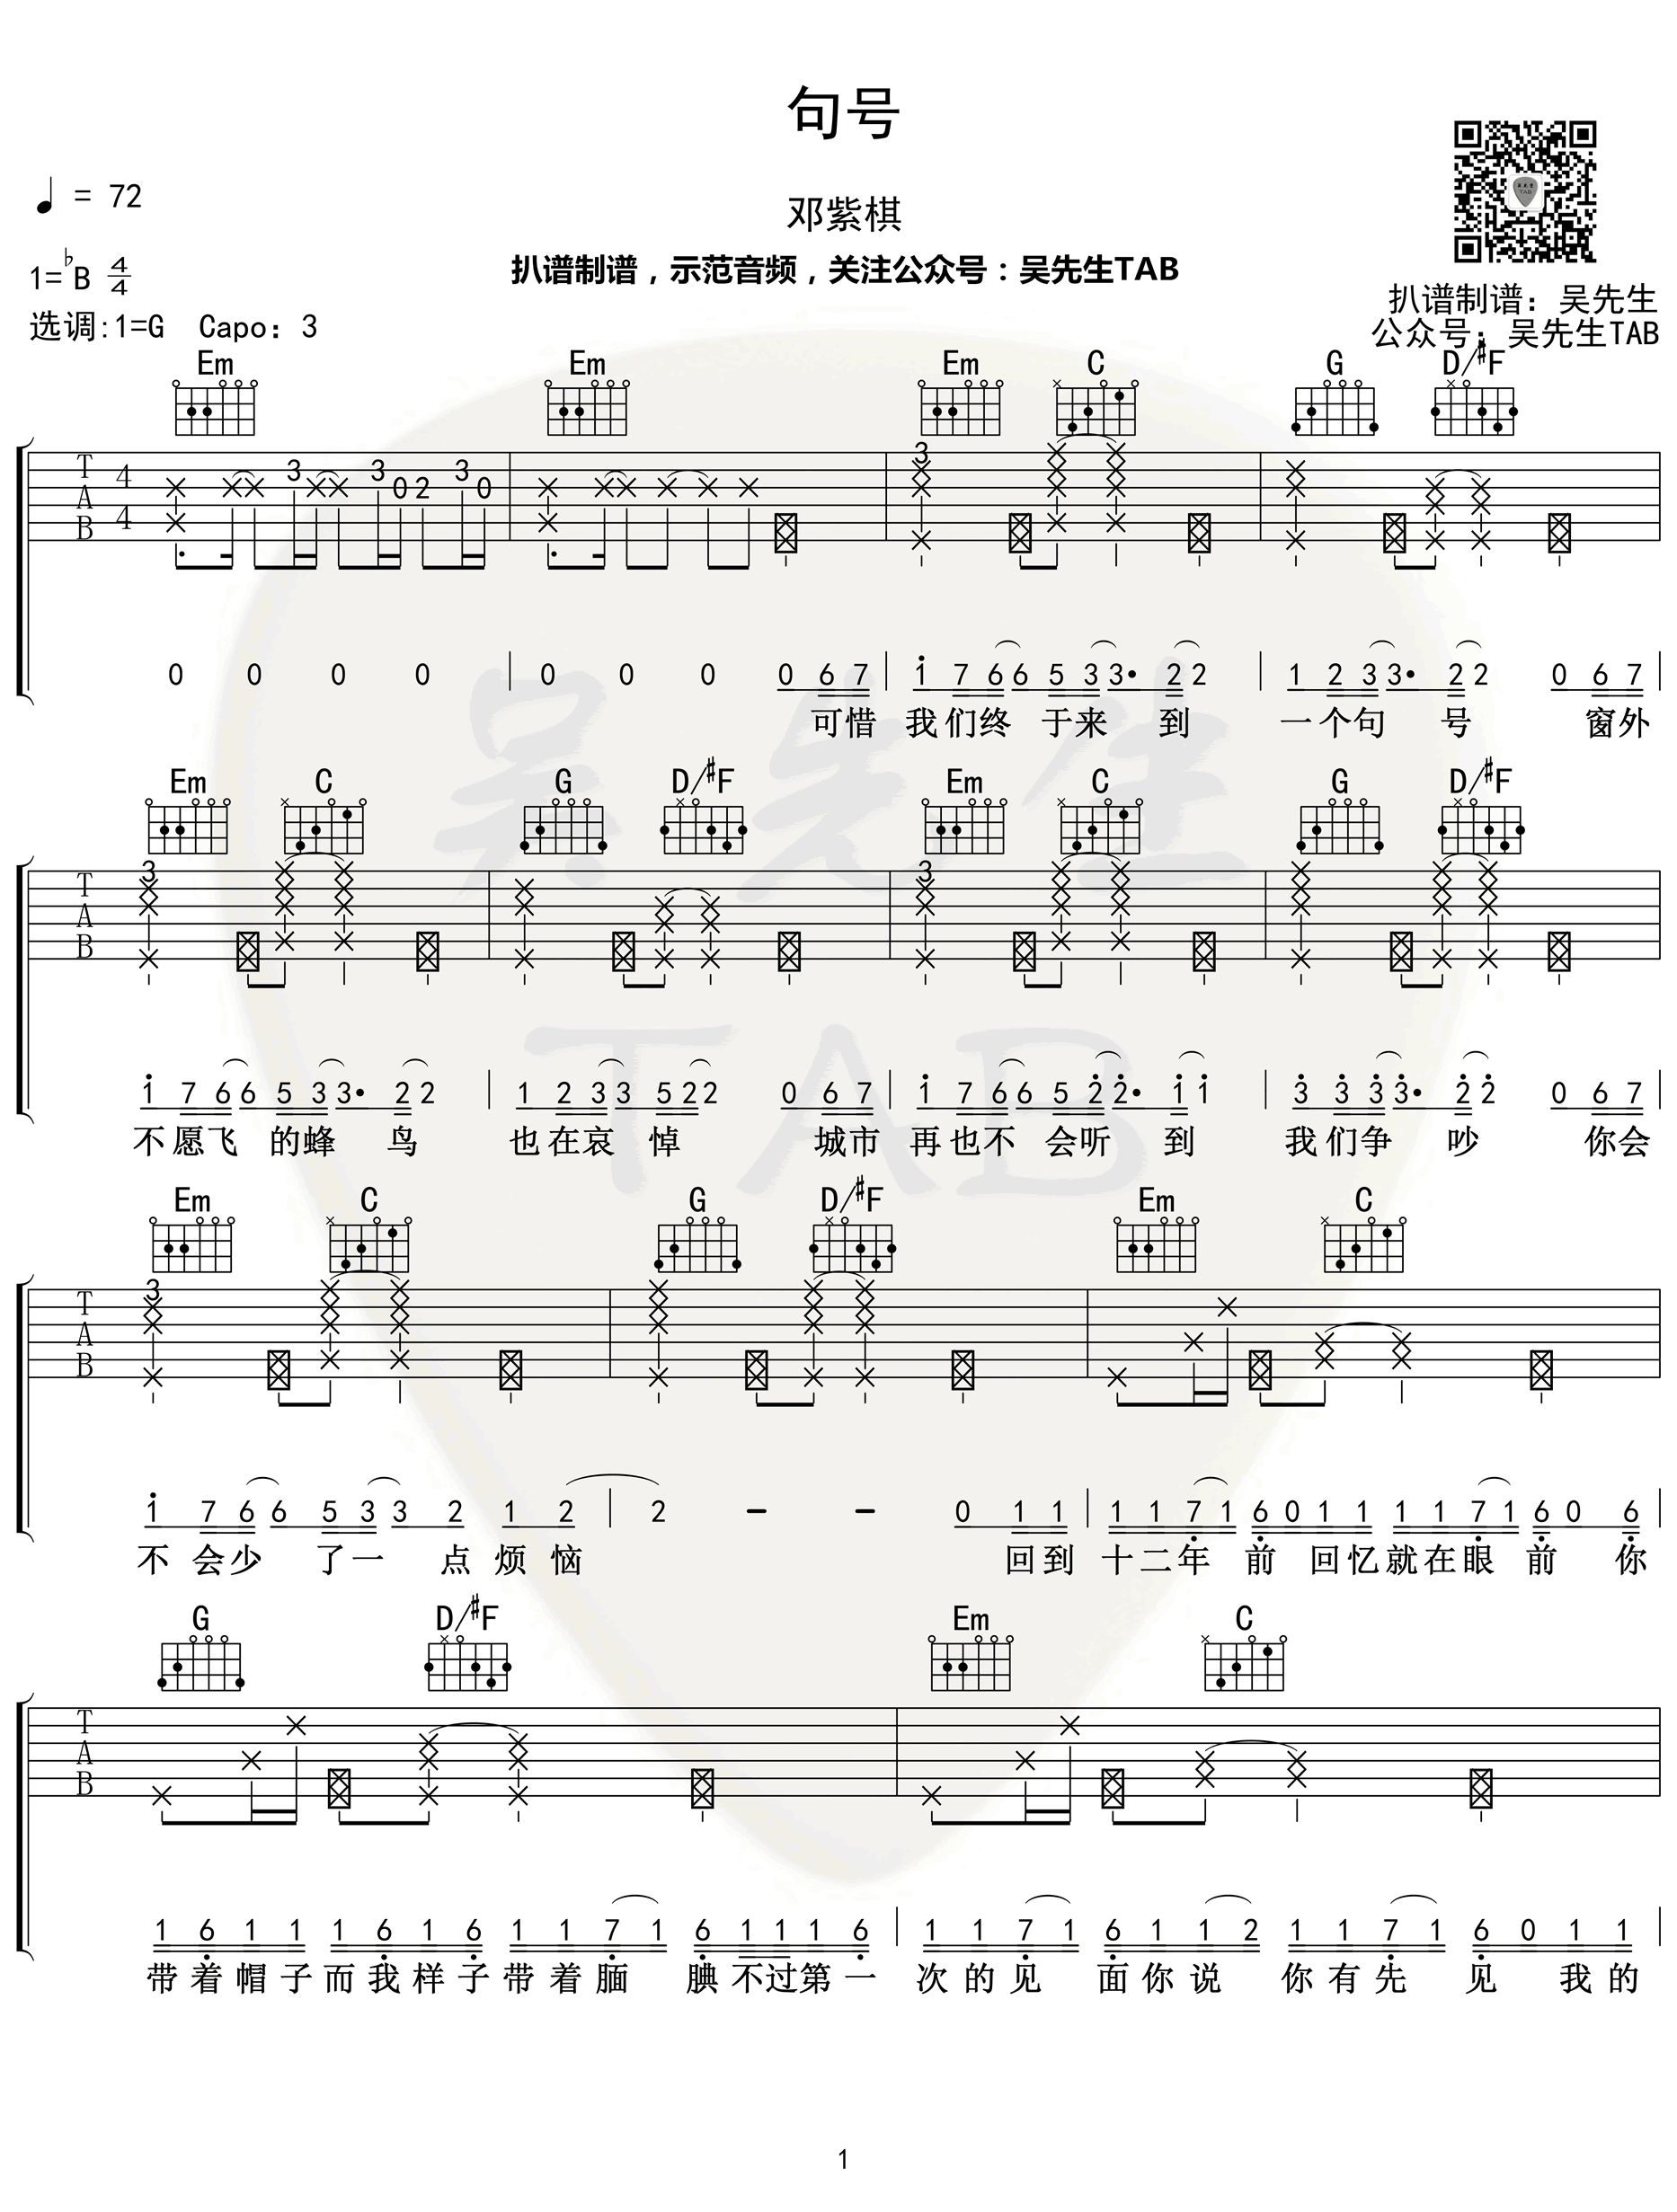 句号
♩ = 72
邓紫棋
扒谱制谱，示范音频，关注公众号：吴先生TAB
1=♭B 4/4
扒谱制谱：吴先生
选调:1=G Capo：3
公众号：吴先生TAB
Em Em Em C G D/#F
T A B 4 4 3 3 0 2 3 0 3
0 0 0 0 | 0 0 0 0 6 7 | 1 7 6 6 5 3 3· 2 2 | 1 2 3 3· 2 2 0 6 7
可惜 我们终 于来 到 一个句 号 窗外
Em C G D/#F Em C G D/#F
T A B 3 3
1 7 6 6 5 3 3· 2 2 | 1 2 3 3 5 2 2 0 6 7 | 1 7 6 6 5 2 2· 1 1 | 3 3 3 3· 2 2 0 6 7
不愿飞 的蜂 鸟 也在哀 悼 城市 再也不 会听 到 我们争 吵 你会
Em C G D/#F Em C
T A B 3
1 7 6 6 5 3 3 2 1 2 | 2 - - 0 1 1 | 1 1 7 1 6 0 1 1 1 1 7 1 6 0 6
不 会少 了一 点 烦 恼 回到 十二年 前 回忆就在眼 前 你
G D/#F Em C
T A B
1 6 1 1 1 6 1 6 1 1 7 1 6 1 1 1 6 | 1 1 7 1 6 1 1 2 1 1 7 1 6 0 1 1
带着帽子而我样子带着腼 腆不过第一 次的见 面你说 你有先 见 我的
吴先生
TAB
1